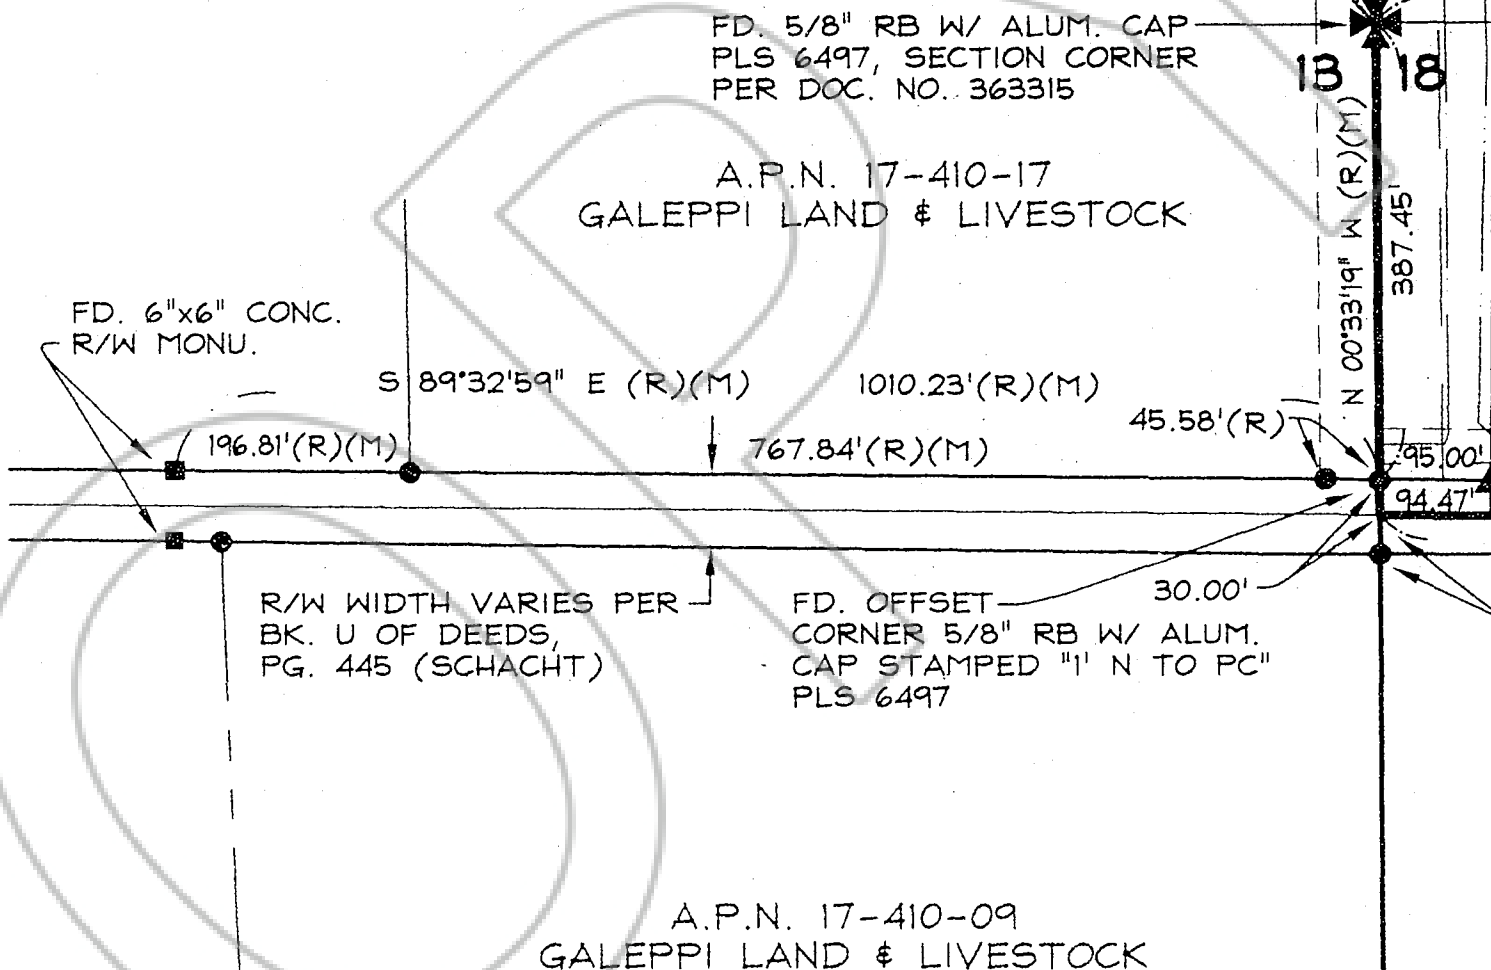 FD. 5/8" RB W/ ALUM. CAP
PLS 6497, SECTION CORNER
PER DOC. NO. 363315
13 18
A.P.N. 17-410-17
GALEPPI LAND & LIVESTOCK
N 00°33'19" W (R)(M)
387.45'
FD. 6"x6" CONC.
R/W MONU.
S 89°32'59" E (R)(M) 1010.23'(R)(M)
196.81'(R)(M) 767.84'(R)(M) 45.58'(R)
95.00'
94.47'
R/W WIDTH VARIES PER
BK. U OF DEEDS,
PG. 445 (SCHACHT)
FD. OFFSET
CORNER 5/8" RB W/ ALUM.
CAP STAMPED "1' N TO PC"
PLS 6497
30.00'
A.P.N. 17-410-09
GALEPPI LAND & LIVESTOCK